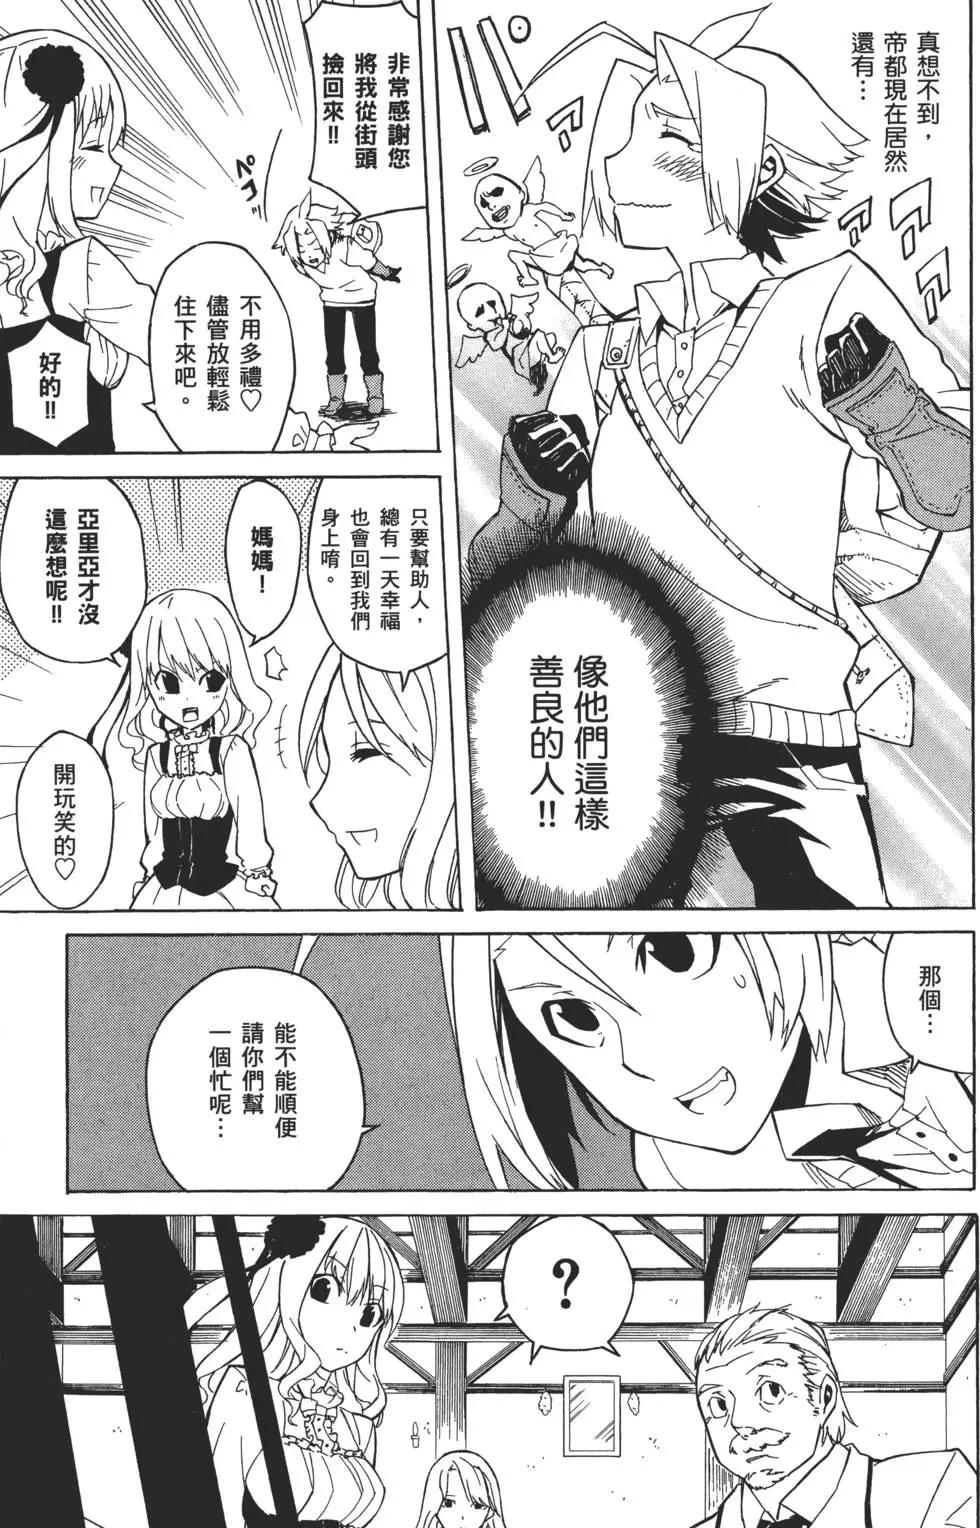 真想不到，
帝都現在居然
還有…
像他們這樣
善良的人!!
非常感謝您
將我從街頭
撿回來!!
ペコッ
不用多禮♡
儘管放輕鬆
住下來吧。
好的!!
只要幫助人，
總有一天幸福
也會回到我們
身上唷。
媽媽！
亞里亞才沒
這麼想呢!!
開玩笑的♡
那個…
能不能順便
請你們幫
一個忙呢…
？